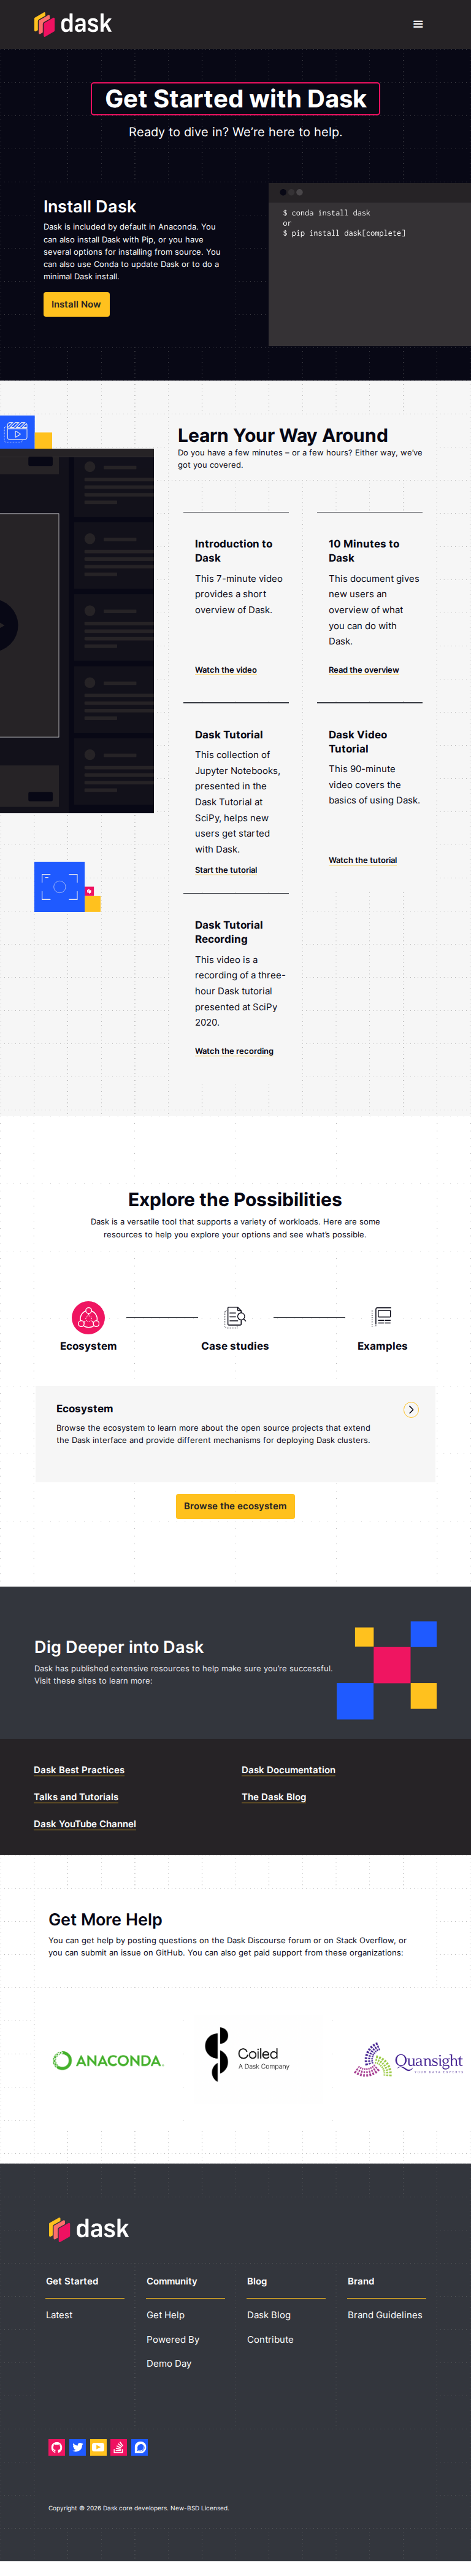 dask
Get Started with Dask
Ready to dive in? We’re here to help.
Install Dask
Dask is included by default in Anaconda. You
can also install Dask with Pip, or you have
several options for installing from source. You
can also use Conda to update Dask or to do a
minimal Dask install.
Install Now
$ conda install dask
or
$ pip install dask[complete]
Learn Your Way Around
Do you have a few minutes – or a few hours? Either way, we’ve
got you covered.
Introduction to
Dask
This 7-minute video
provides a short
overview of Dask.
Watch the video
10 Minutes to
Dask
This document gives
new users an
overview of what
you can do with
Dask.
Read the overview
Dask Tutorial
This collection of
Jupyter Notebooks,
presented in the
Dask Tutorial at
SciPy, helps new
users get started
with Dask.
Start the tutorial
Dask Video
Tutorial
This 90-minute
video covers the
basics of using Dask.
Watch the tutorial
Dask Tutorial
Recording
This video is a
recording of a three-
hour Dask tutorial
presented at SciPy
2020.
Watch the recording
Explore the Possibilities
Dask is a versatile tool that supports a variety of workloads. Here are some
resources to help you explore your options and see what’s possible.
Ecosystem
Case studies
Examples
Ecosystem
Browse the ecosystem to learn more about the open source projects that extend
the Dask interface and provide different mechanisms for deploying Dask clusters.
Browse the ecosystem
Dig Deeper into Dask
Dask has published extensive resources to help make sure you’re successful.
Visit these sites to learn more:
Dask Best Practices
Dask Documentation
Talks and Tutorials
The Dask Blog
Dask YouTube Channel
Get More Help
You can get help by posting questions on the Dask Discourse forum or on Stack Overflow, or
you can submit an issue on GitHub. You can also get paid support from these organizations:
ANACONDA.
Coiled
A Dask Company
Quansight
YOUR DATA EXPERTS
dask
Get Started
Latest
Community
Get Help
Powered By
Demo Day
Blog
Dask Blog
Contribute
Brand
Brand Guidelines
Copyright © 2026 Dask core developers. New-BSD Licensed.